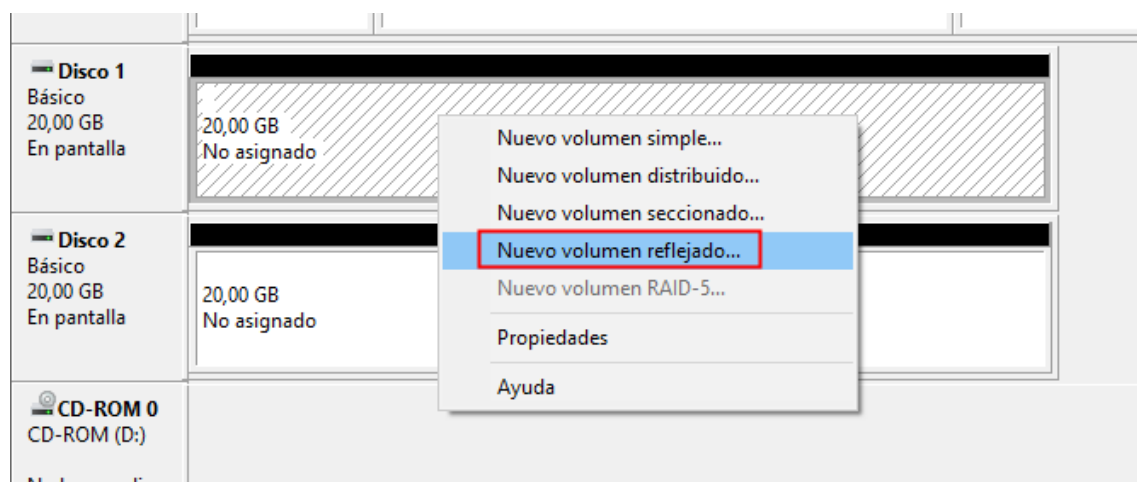 Disco 1
Básico
20,00 GB
En pantalla
20,00 GB
No asignado
Nuevo volumen simple...
Nuevo volumen distribuido...
Nuevo volumen seccionado...
Nuevo volumen reflejado...
Nuevo volumen RAID-5...
Propiedades
Ayuda
Disco 2
Básico
20,00 GB
En pantalla
20,00 GB
No asignado
CD-ROM 0
CD-ROM (D:)